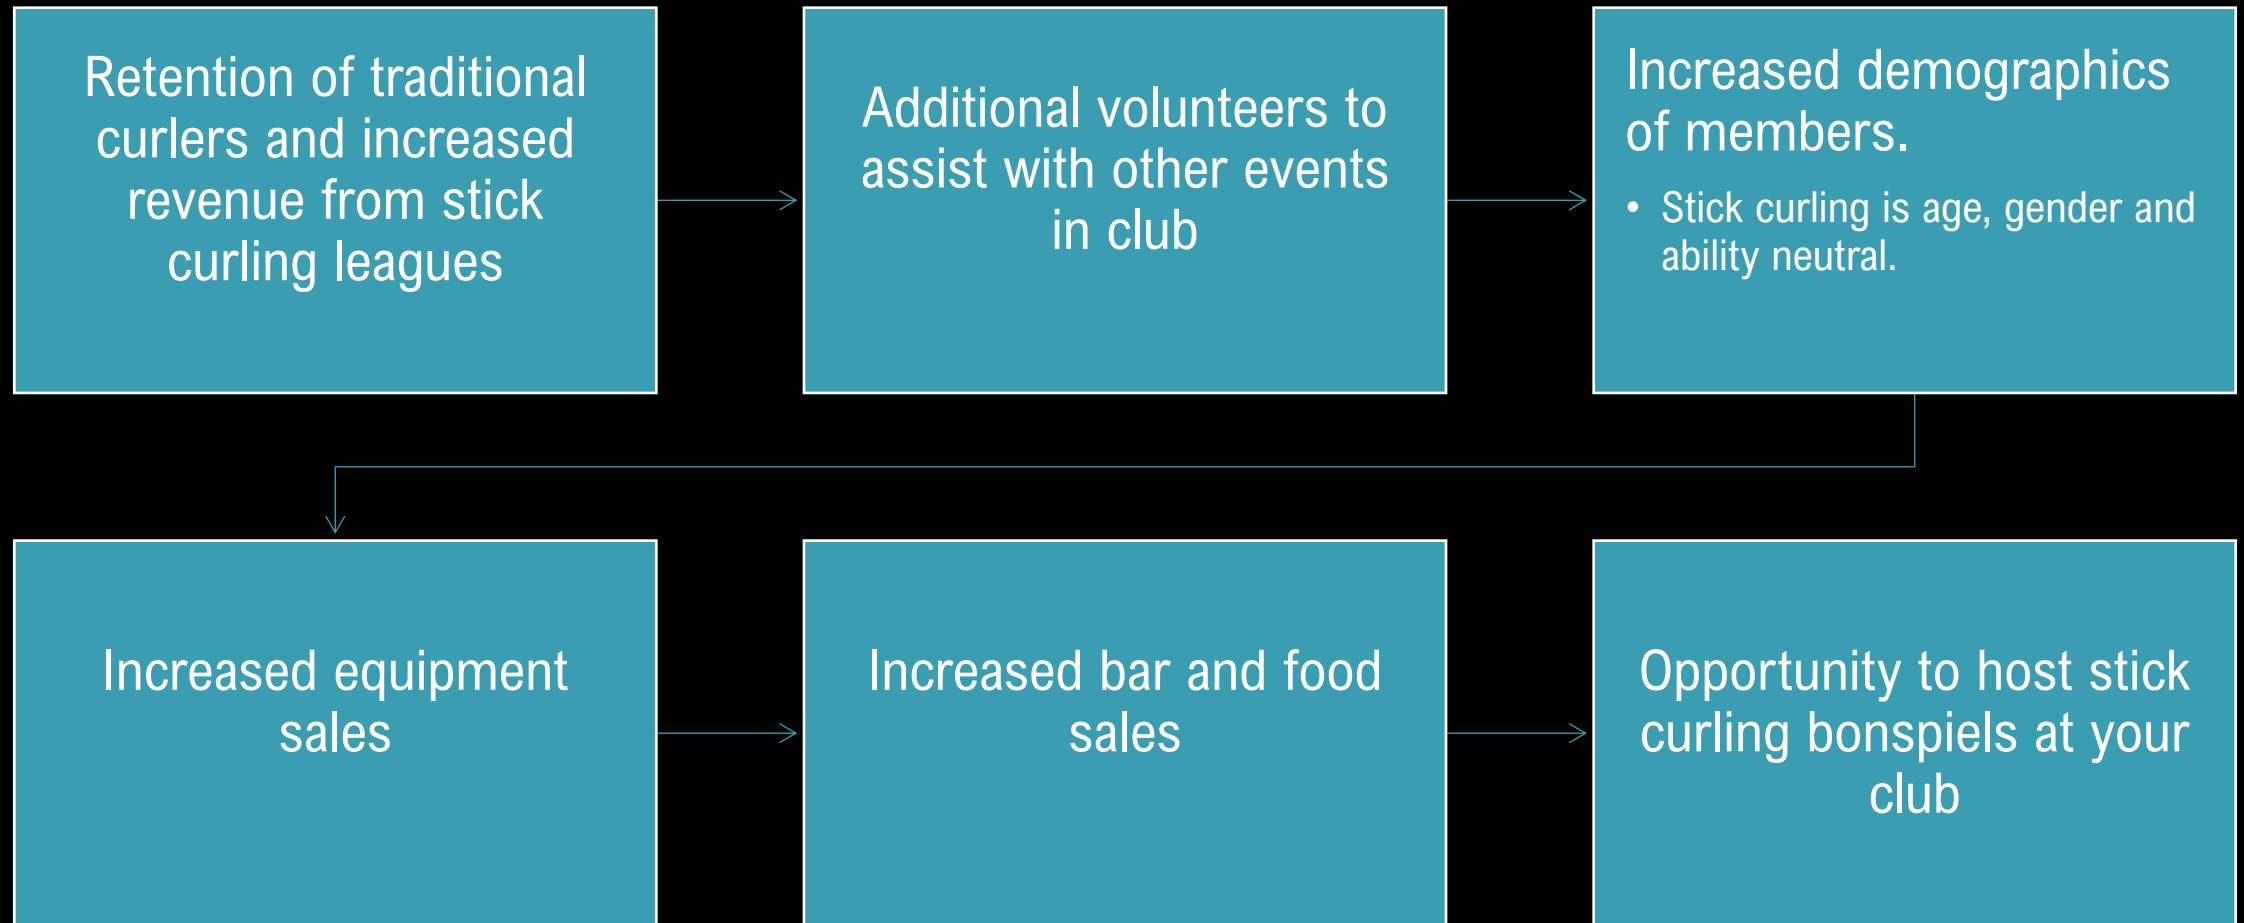 Retention of traditional
curlers and increased
revenue from stick
curling leagues
Additional volunteers to
assist with other events
in club
Increased demographics
of members.
• Stick curling is age, gender and
ability neutral.
Increased equipment
sales
Increased bar and food
sales
Opportunity to host stick
curling bonspiels at your
club